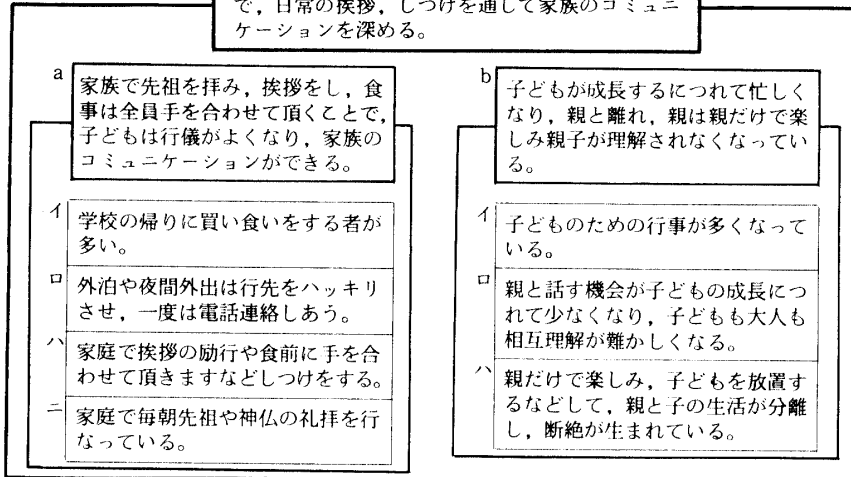 で，日常の挨拶，しつけを通して家族のコミュニ
ケーションを深める。
a
家族で先祖を拝み，挨拶をし，食
事は全員手を合わせて頂くことで，
子どもは行儀がよくなり，家族の
コミュニケーションができる。
イ
学校の帰りに買い食いをする者が
多い。
ロ
外泊や夜間外出は行先をハッキリ
させ，一度は電話連絡しあう。
ハ
家庭で挨拶の励行や食前に手を合
わせて頂きますなどしつけをする。
ニ
家庭で毎朝先祖や神仏の礼拝を行
なっている。
b
子どもが成長するにつれて忙しく
なり，親と離れ，親は親だけで楽
しみ親子が理解されなくなってい
る。
イ
子どものための行事が多くなって
いる。
ロ
親と話す機会が子どもの成長につ
れて少なくなり，子どもも大人も
相互理解が難かしくなる。
ハ
親だけで楽しみ，子どもを放置す
るなどして，親と子の生活が分離
し，断絶が生まれている。